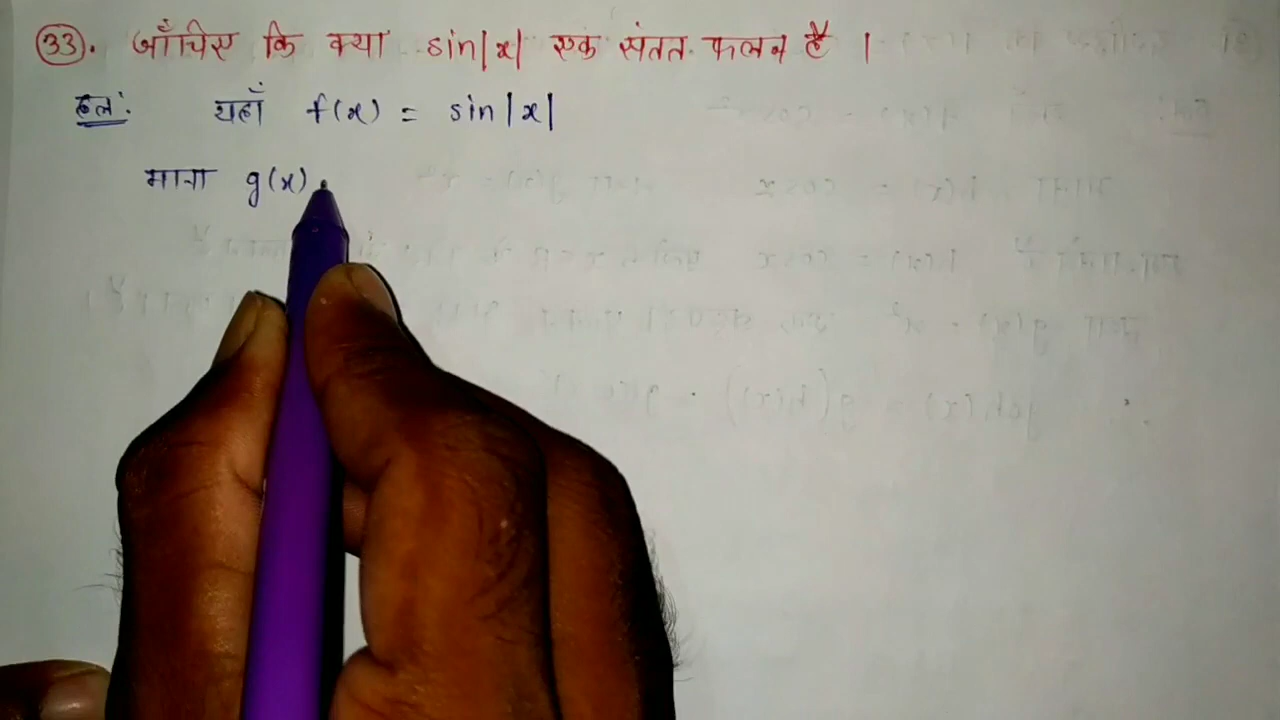 33. जाँचिए कि क्या sin|x| एक संतत फलन है ।
हल: यहाँ f(x) = sin|x|
माना g(x)